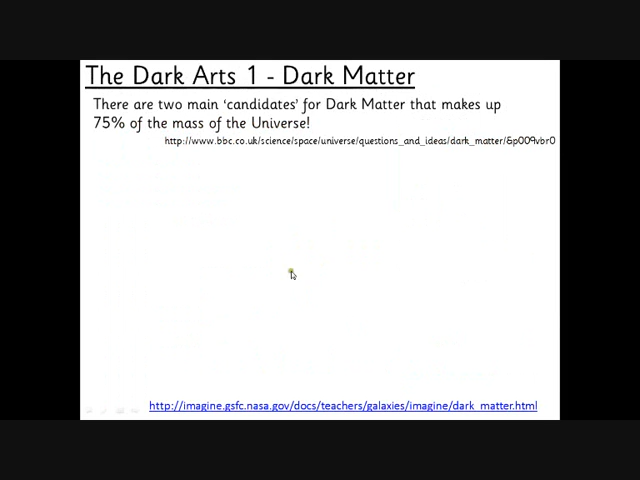 The Dark Arts 1 - Dark Matter
There are two main ‘candidates’ for Dark Matter that makes up
75% of the mass of the Universe!
http://www.bbc.co.uk/science/space/universe/questions_and_ideas/dark_matter/&p009vbr0
http://imagine.gsfc.nasa.gov/docs/teachers/galaxies/imagine/dark_matter.html